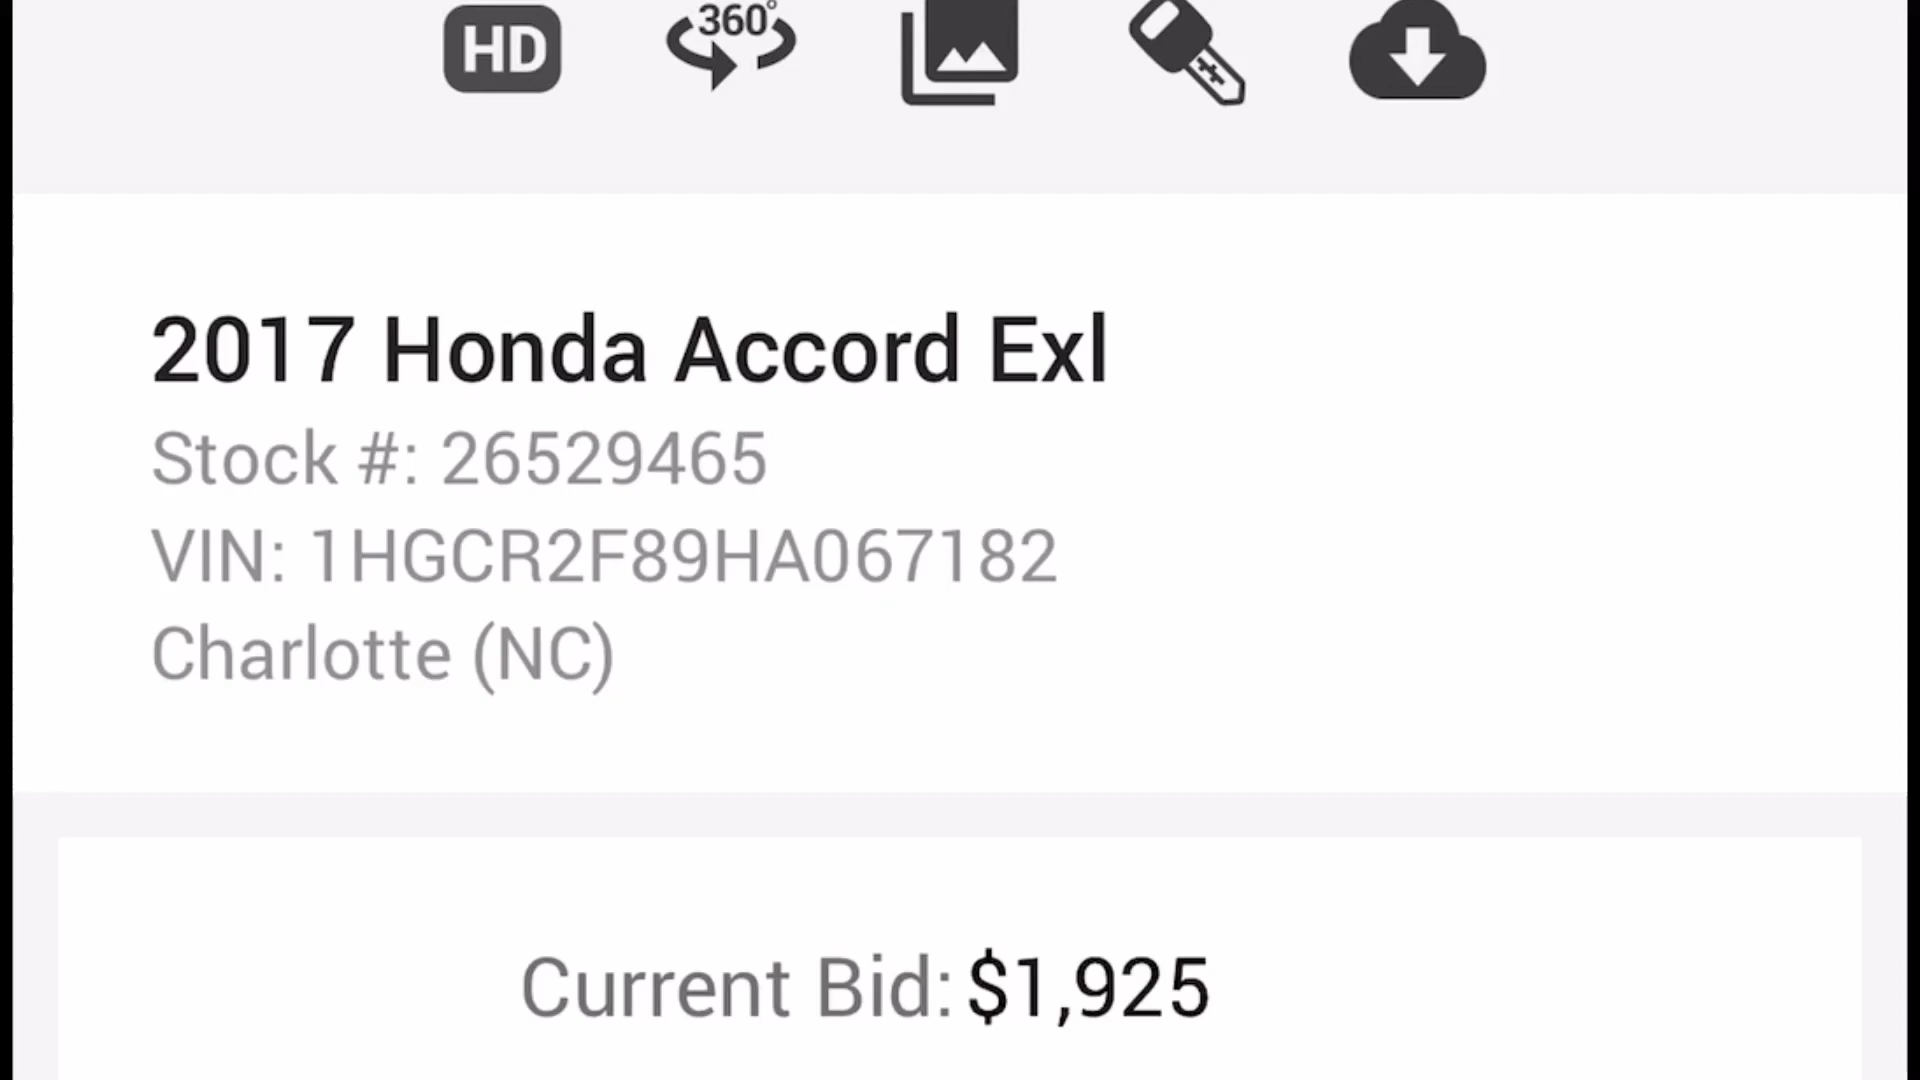 HD 360°
2017 Honda Accord Exl
Stock #: 26529465
VIN: 1HGCR2F89HA067182
Charlotte (NC)
Current Bid: $1,925